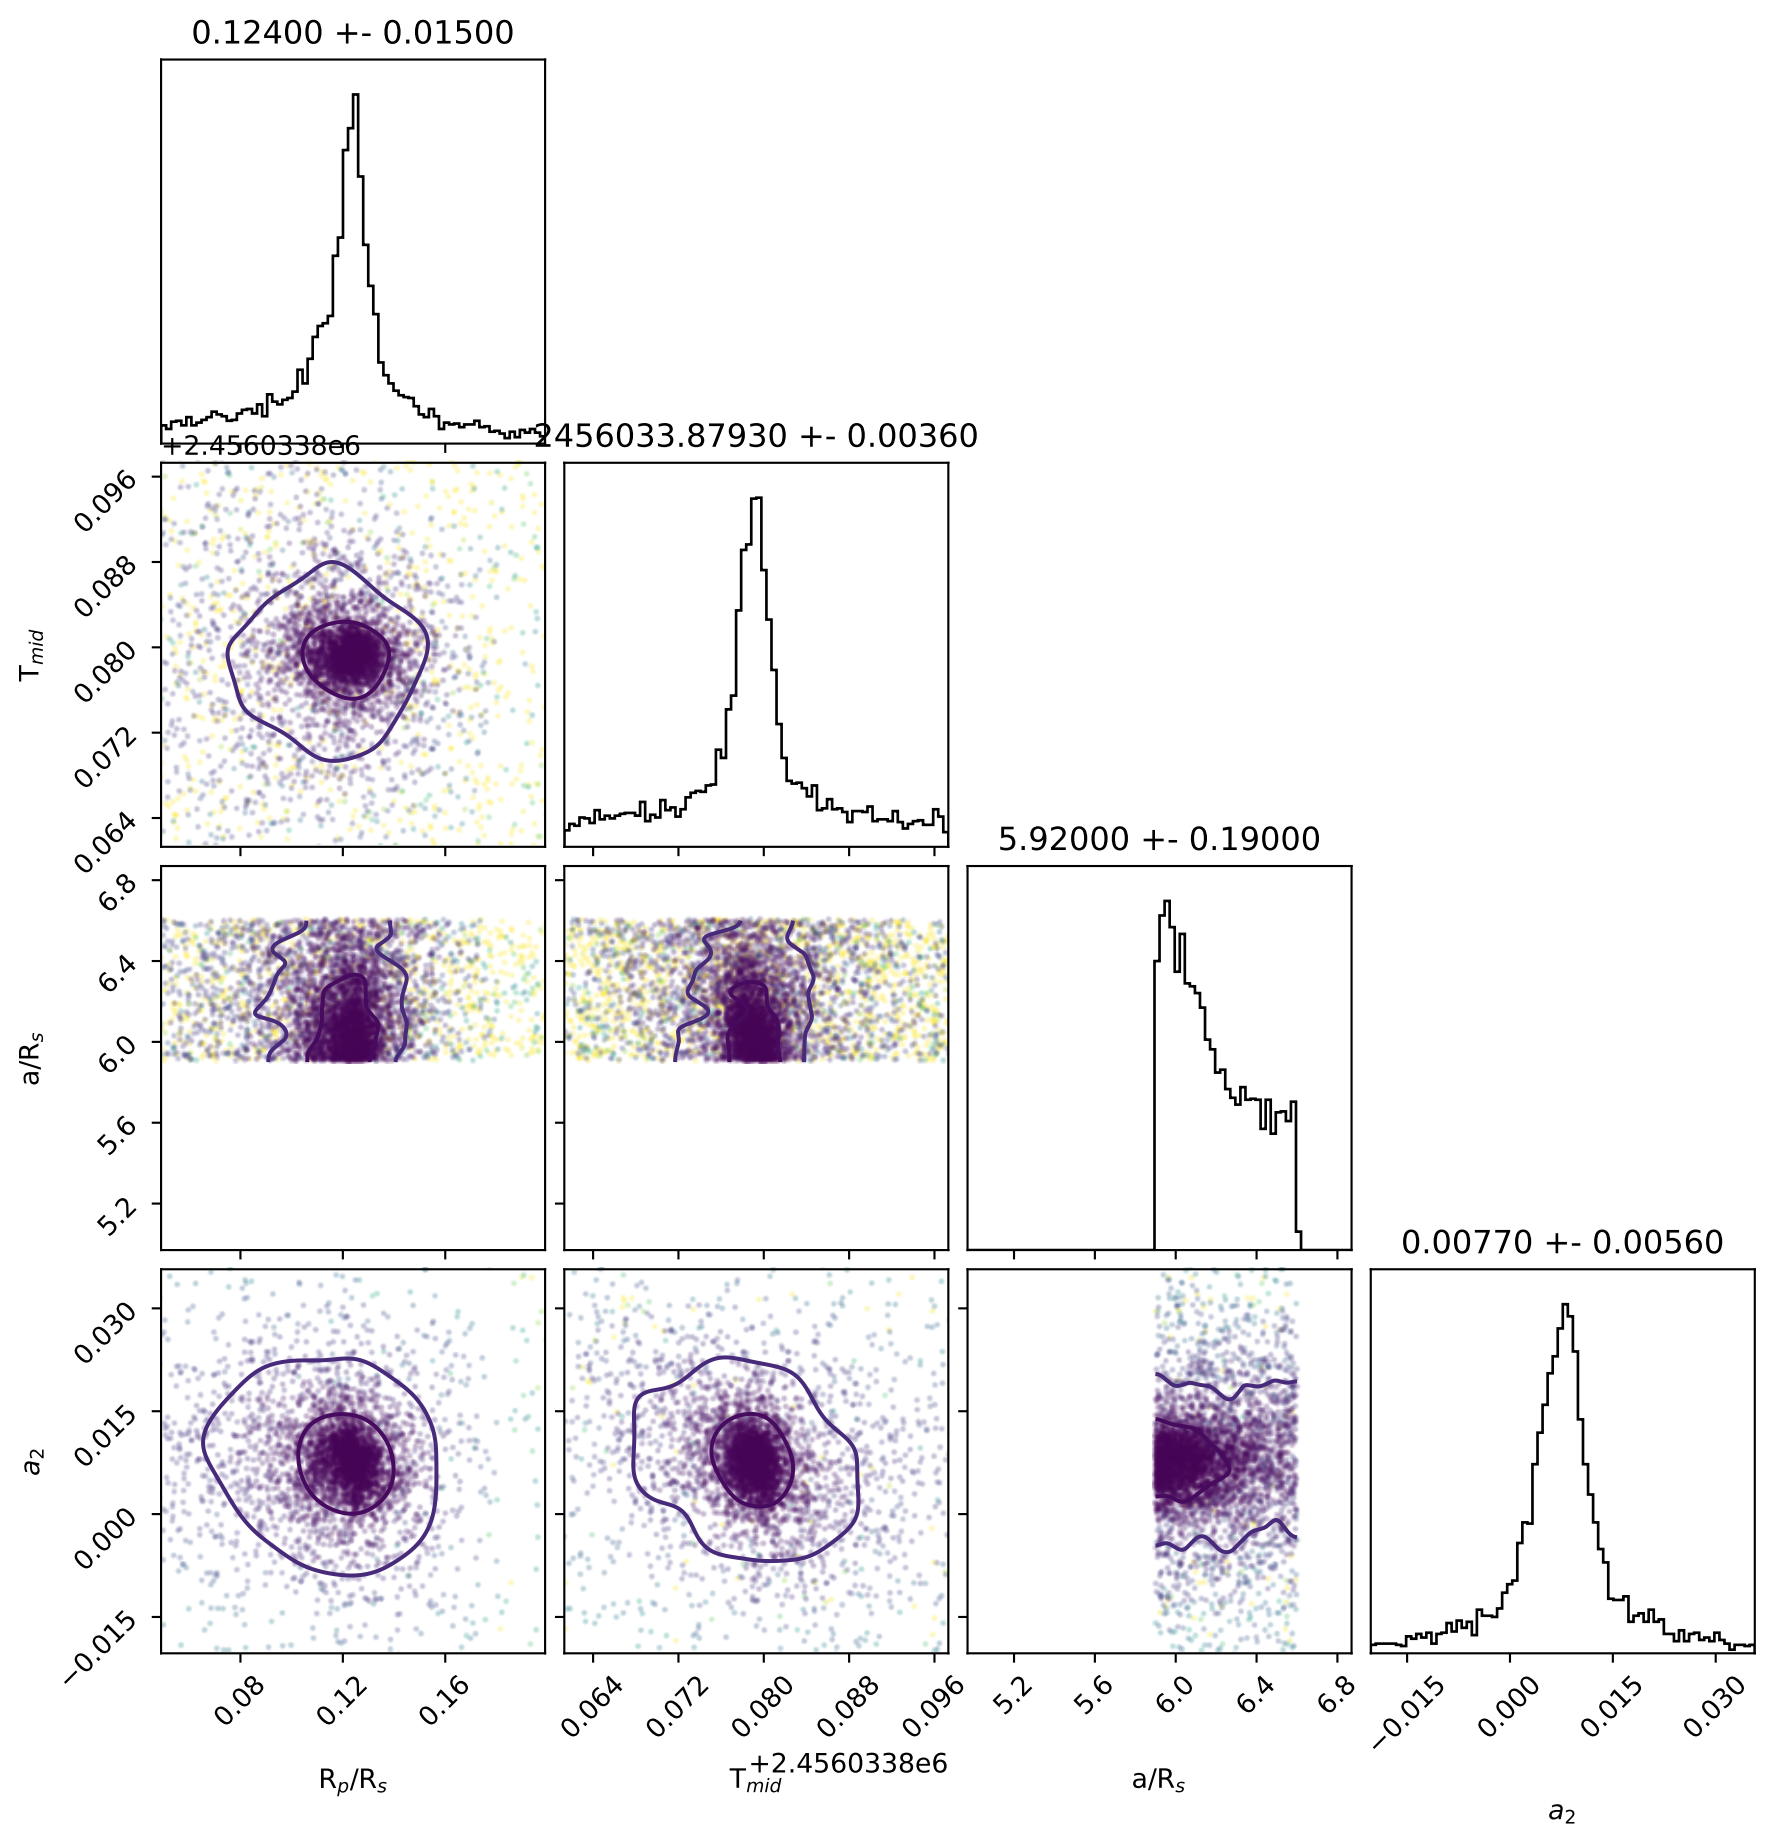 0.12400 +- 0.01500
+2.4560338e6
2456033.87930 +- 0.00360
0.096
0.088
0.080
0.072
0.064
T_mid
5.92000 +- 0.19000
6.8
6.4
6.0
5.6
5.2
a/R_s
0.00770 +- 0.00560
0.030
0.015
0.000
−0.015
a_2
0.08 0.12 0.16
0.064 0.072 0.080 0.088 0.096
5.2 5.6 6.0 6.4 6.8
−0.015 0.000 0.015 0.030
+2.4560338e6
R_p/R_s
T_mid
a/R_s
a_2